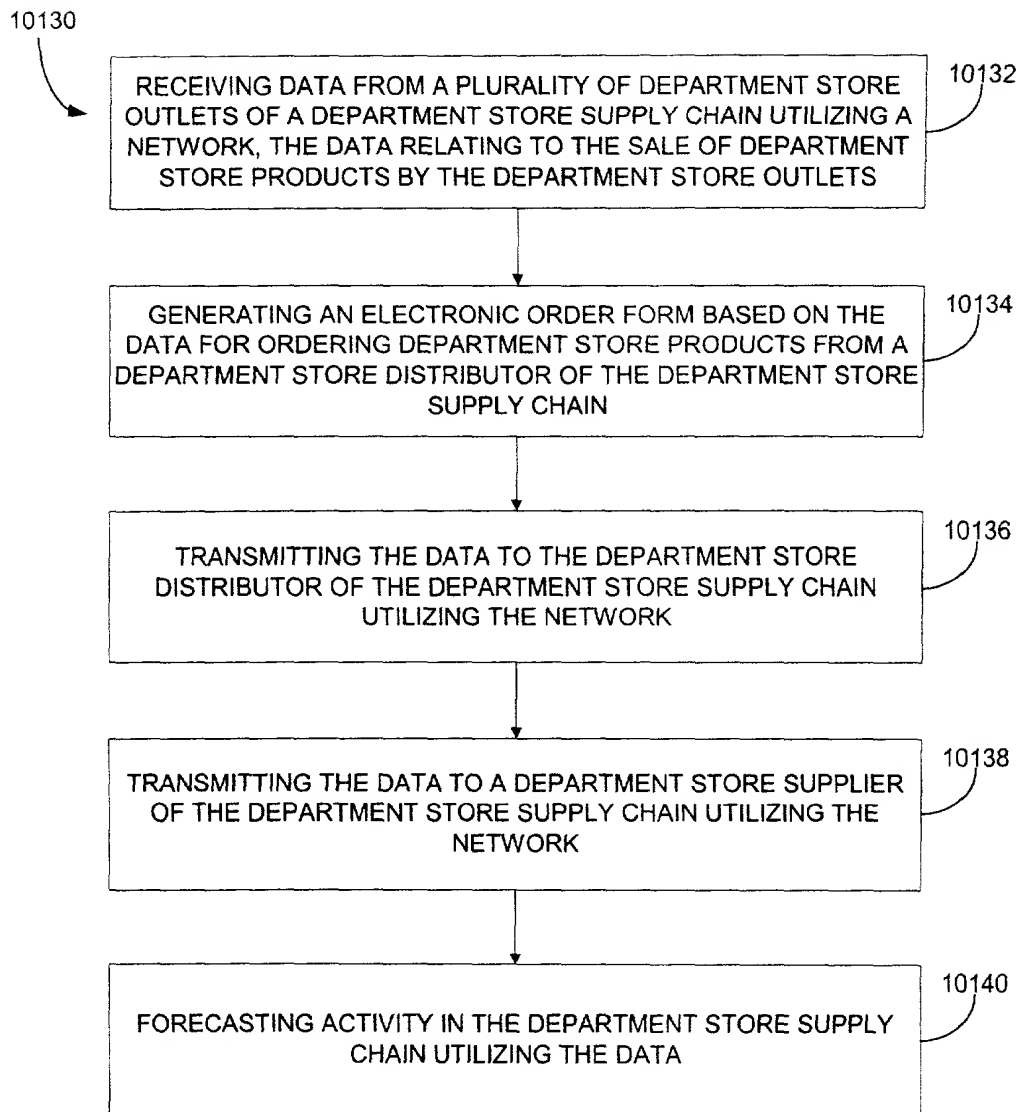 10130
RECEIVING DATA FROM A PLURALITY OF DEPARTMENT STORE
OUTLETS OF A DEPARTMENT STORE SUPPLY CHAIN UTILIZING A
NETWORK, THE DATA RELATING TO THE SALE OF DEPARTMENT
STORE PRODUCTS BY THE DEPARTMENT STORE OUTLETS
10132
GENERATING AN ELECTRONIC ORDER FORM BASED ON THE
DATA FOR ORDERING DEPARTMENT STORE PRODUCTS FROM A
DEPARTMENT STORE DISTRIBUTOR OF THE DEPARTMENT STORE
SUPPLY CHAIN
10134
TRANSMITTING THE DATA TO THE DEPARTMENT STORE
DISTRIBUTOR OF THE DEPARTMENT STORE SUPPLY CHAIN
UTILIZING THE NETWORK
10136
TRANSMITTING THE DATA TO A DEPARTMENT STORE SUPPLIER
OF THE DEPARTMENT STORE SUPPLY CHAIN UTILIZING THE
NETWORK
10138
FORECASTING ACTIVITY IN THE DEPARTMENT STORE SUPPLY
CHAIN UTILIZING THE DATA
10140